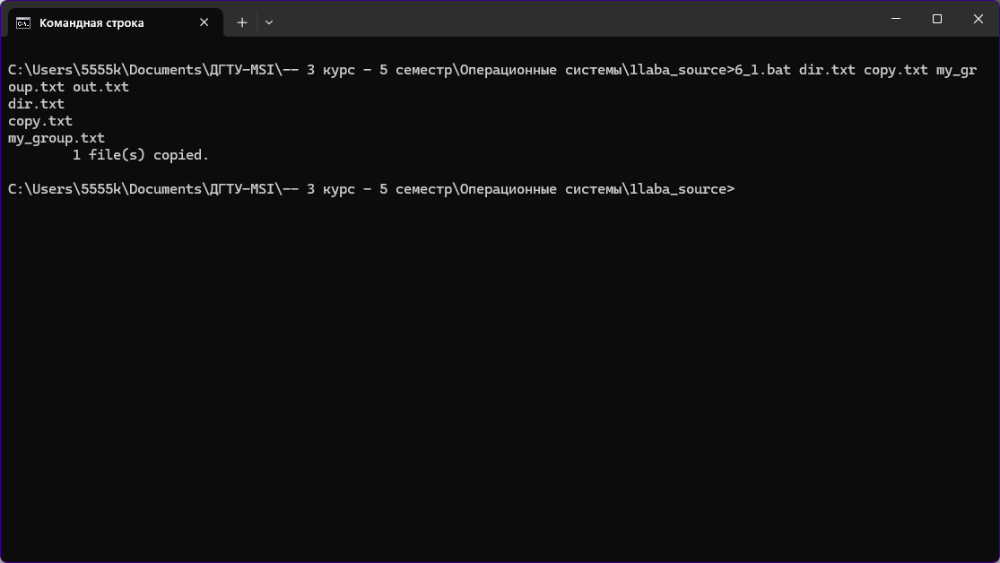 Командная строка
C:\Users\5555k\Documents\ДГТУ-MSI\-- 3 курс - 5 семестр\Операционные системы\1laba_source>6_1.bat dir.txt copy.txt my_gr
oup.txt out.txt
dir.txt
copy.txt
my_group.txt
        1 file(s) copied.
C:\Users\5555k\Documents\ДГТУ-MSI\-- 3 курс - 5 семестр\Операционные системы\1laba_source>